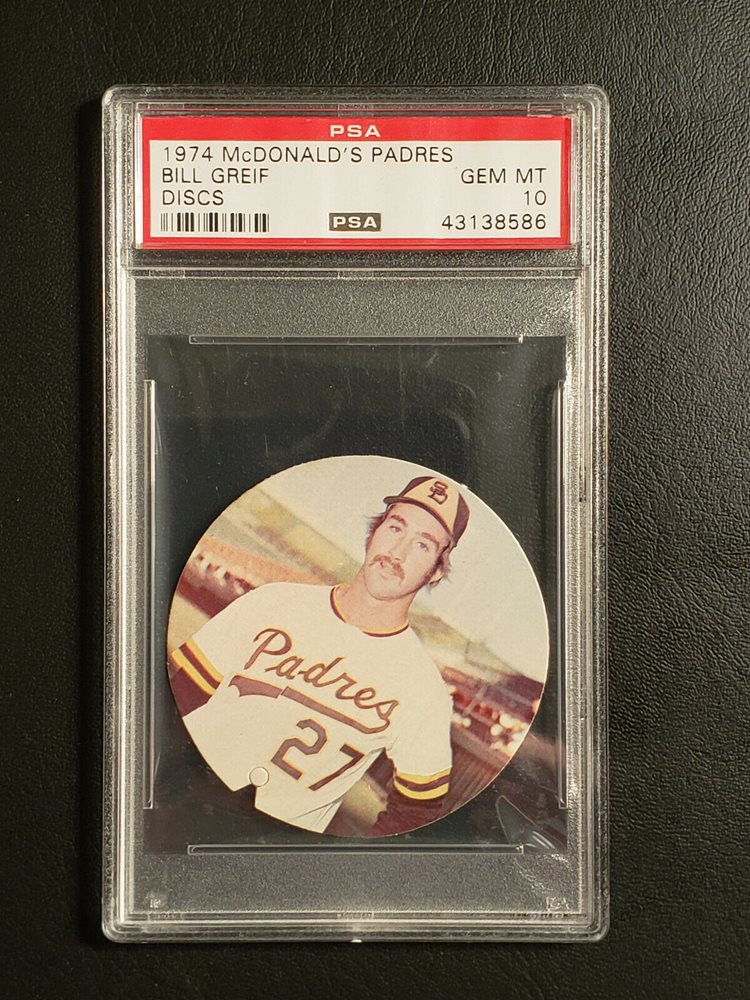 PSA
1974 McDONALD'S PADRES
BILL GREIF GEM MT
DISCS 10
PSA 43138586
SD
Padres
27